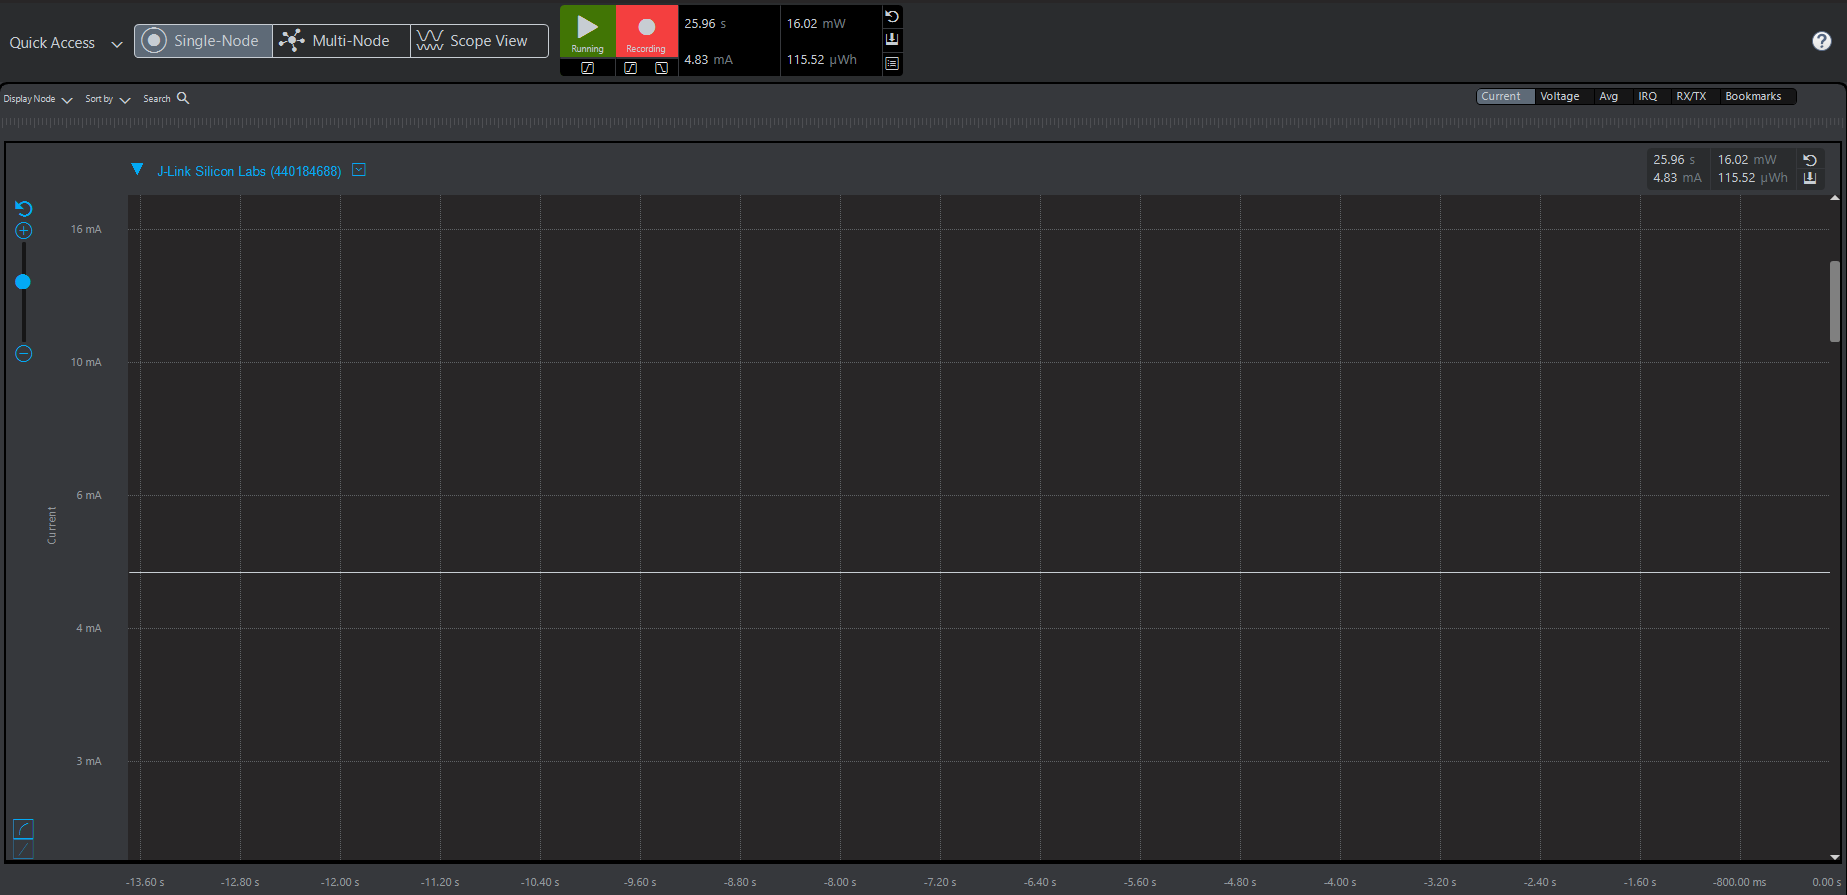 Quick Access
Single-Node
Multi-Node
Scope View
Running
Recording
25.96 s
16.02 mW
4.83 mA
115.52 µWh
?
Display Node
Sort by
Search
Current
Voltage
Avg
IRQ
RX/TX
Bookmarks
J-Link Silicon Labs (440184688)
25.96 s
16.02 mW
4.83 mA
115.52 µWh
16 mA
10 mA
6 mA
4 mA
3 mA
Current
-13.60 s
-12.80 s
-12.00 s
-11.20 s
-10.40 s
-9.60 s
-8.80 s
-8.00 s
-7.20 s
-6.40 s
-5.60 s
-4.80 s
-4.00 s
-3.20 s
-2.40 s
-1.60 s
-800.00 ms
0.00 s